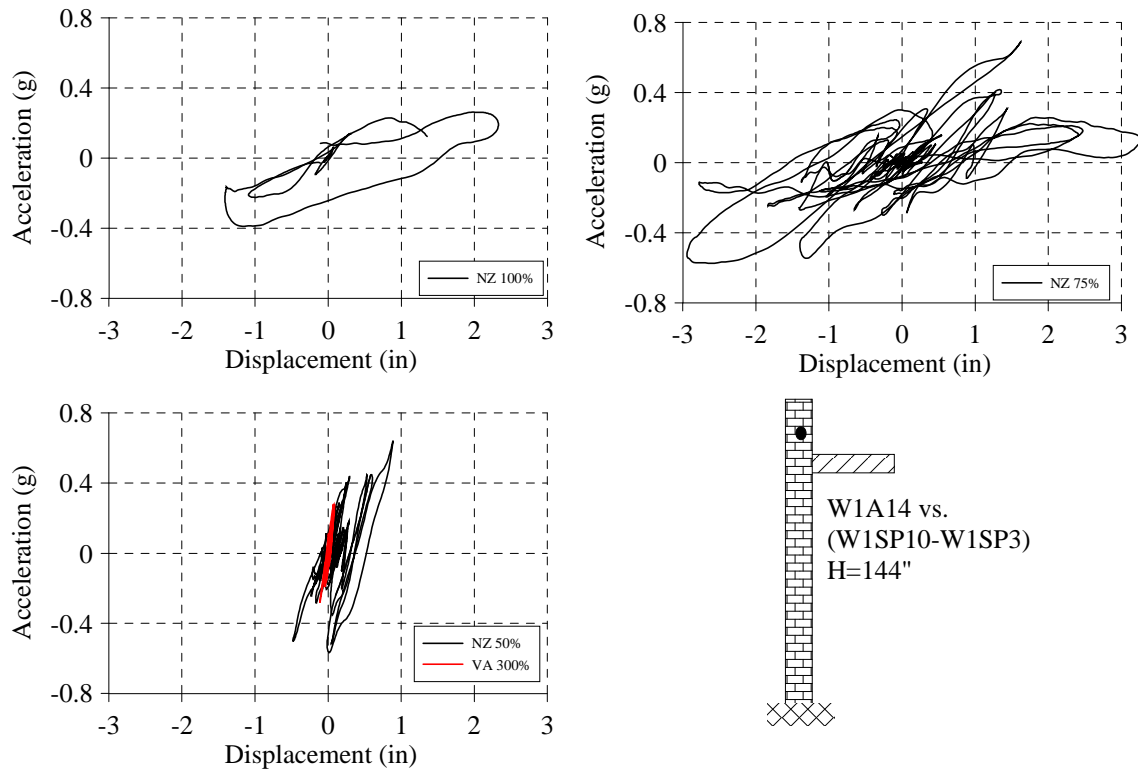 0.8
0.4
0
-0.4
-0.8
Acceleration (g)
NZ 100%
-3 -2 -1 0 1 2 3
Displacement (in)
0.8
0.4
0
-0.4
-0.8
Acceleration (g)
NZ 75%
-3 -2 -1 0 1 2 3
Displacement (in)
0.8
0.4
0
-0.4
-0.8
Acceleration (g)
NZ 50%
VA 300%
-3 -2 -1 0 1 2 3
Displacement (in)
W1A14 vs.
(W1SP10-W1SP3)
H=144"